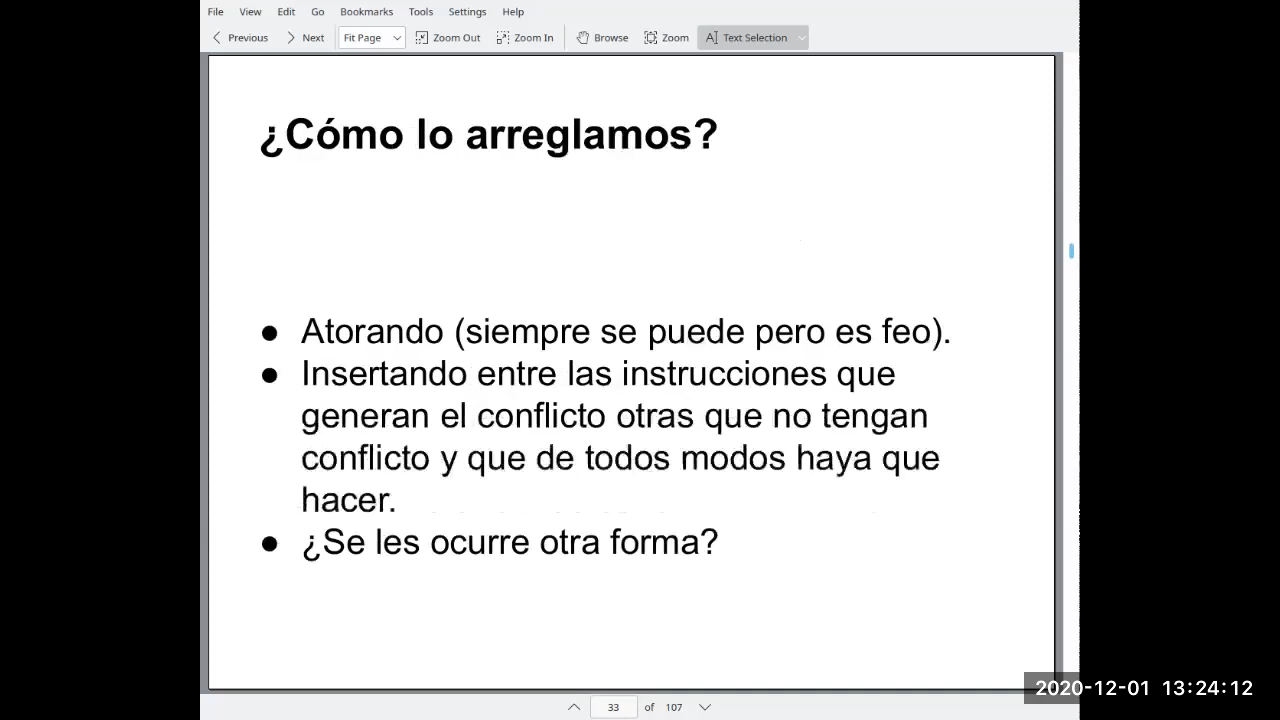 File View Edit Go Bookmarks Tools Settings Help
Previous Next Fit Page Zoom Out Zoom In Browse Zoom Text Selection
¿Cómo lo arreglamos?
● Atorando (siempre se puede pero es feo).
● Insertando entre las instrucciones que
generan el conflicto otras que no tengan
conflicto y que de todos modos haya que
hacer.
● ¿Se les ocurre otra forma?
2020-12-01 13:24:12
33 of 107